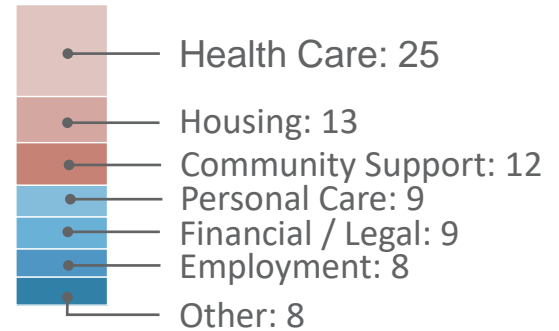 Health Care: 25
Housing: 13
Community Support: 12
Personal Care: 9
Financial / Legal: 9
Employment: 8
Other: 8